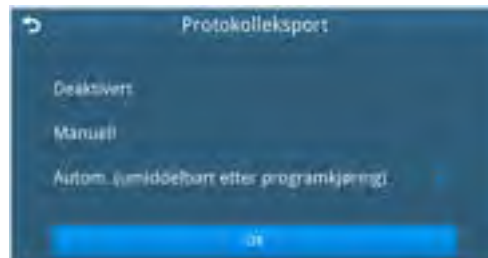 Protokolleksport
Deaktivert
Manuell
Autom. (umiddelbart etter programkjøring)
OK